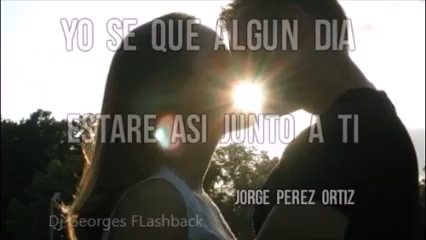 YO SE QUE ALGUN DIA
ESTARE ASI JUNTO A TI
JORGE PEREZ ORTIZ
Dj Georges FLashback